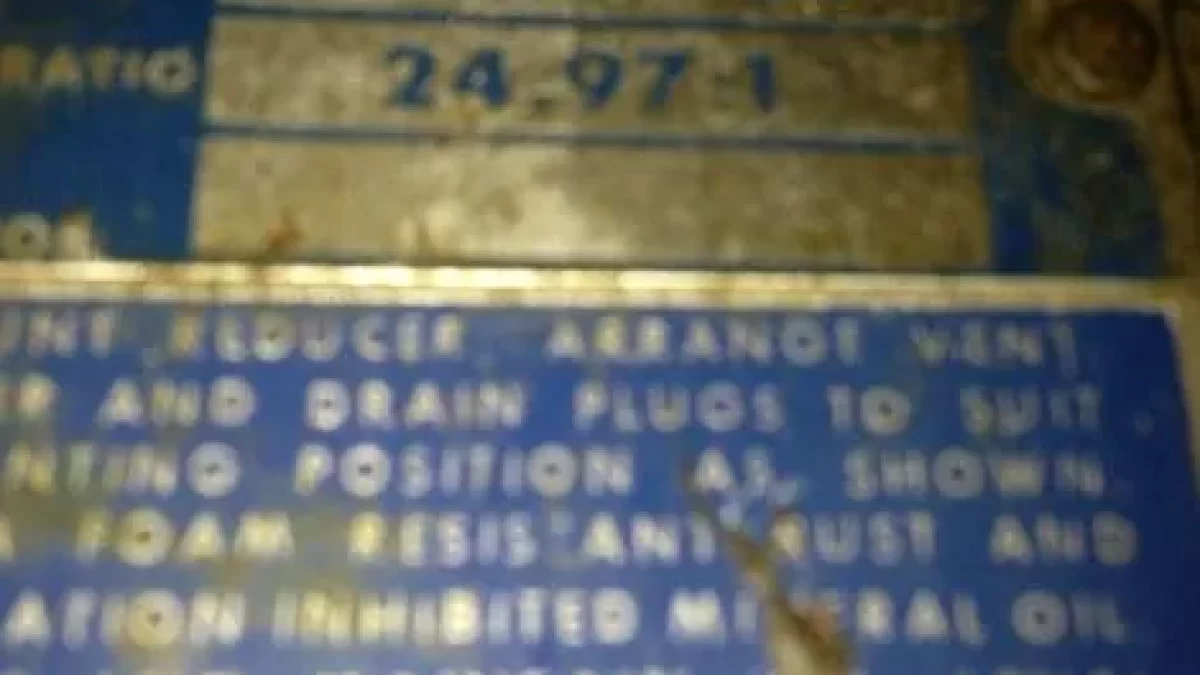 RATIO 24.97:1
REDUCER. ARRANGE VENT
AND DRAIN PLUGS TO SUIT
POSITION AS SHOWN
FOAM RESISTANT RUST AND
INHIBITED MINERAL OIL